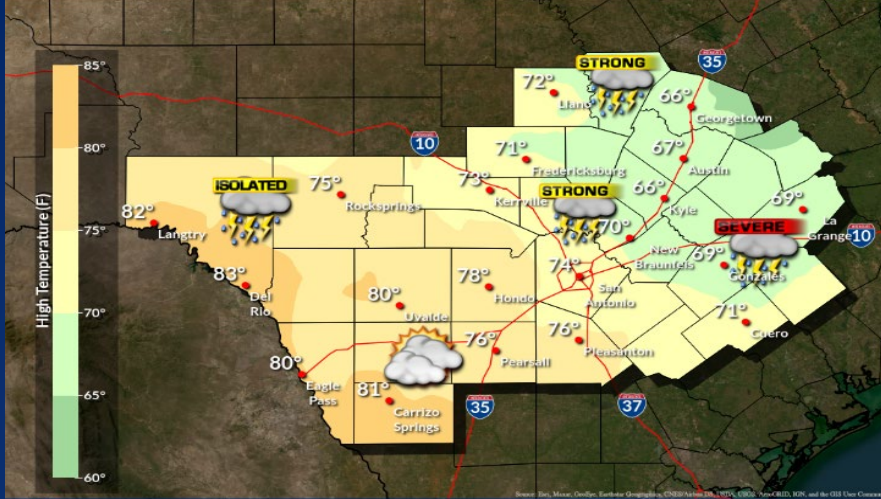 High Temperature (F)
85°
80°
75°
70°
65°
60°
STRONG
35
72°
Llano
66°
Georgetown
10
71°
Fredericksburg
67°
Austin
ISOLATED
75°
Rocksprings
73°
Kerrville
STRONG
66°
Kyle
69°
La
Grange
10
82°
Langtry
70°
New
Braunfels
SEVERE
69°
Gonzales
83°
Del
Rio
80°
Uvalde
78°
Hondo
74°
San
Antonio
71°
Cuero
80°
Eagle
Pass
76°
Pearsall
76°
Pleasanton
81°
Carrizo
Springs
35
37